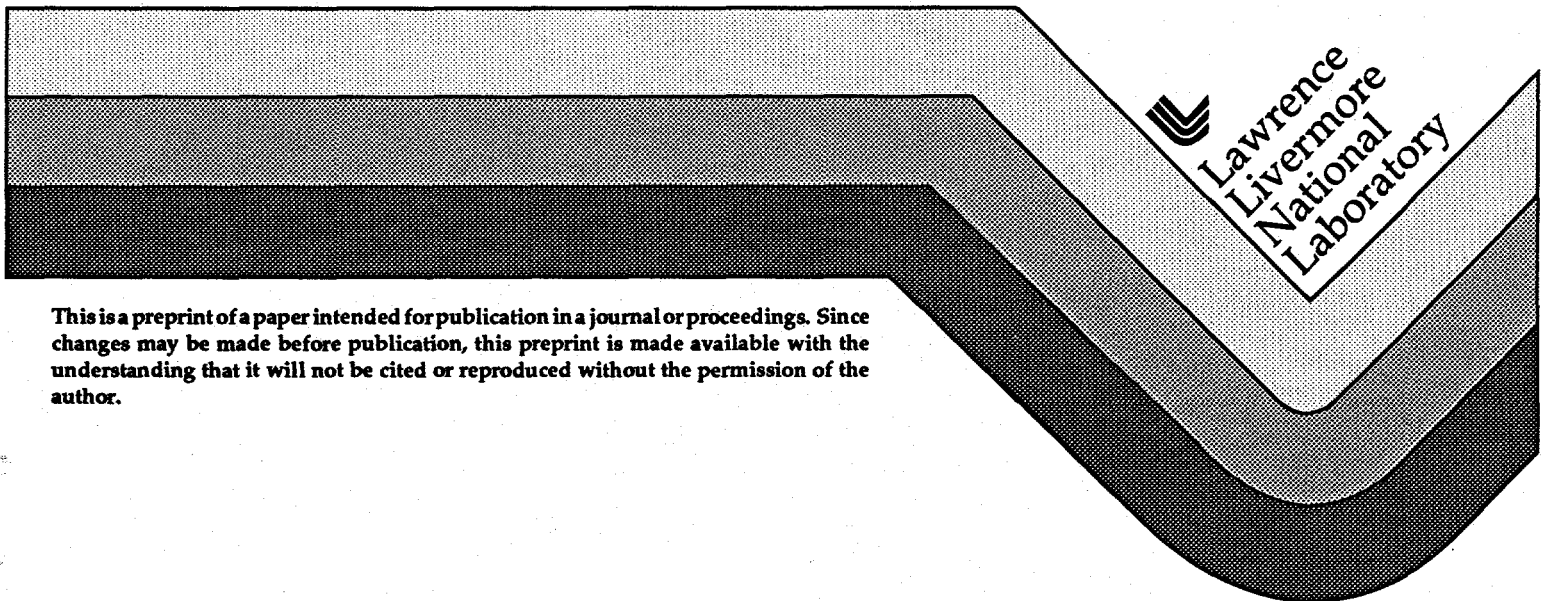 Lawrence
Livermore
National
Laboratory
This is a preprint of a paper intended for publication in a journal or proceedings. Since
changes may be made before publication, this preprint is made available with the
understanding that it will not be cited or reproduced without the permission of the
author.